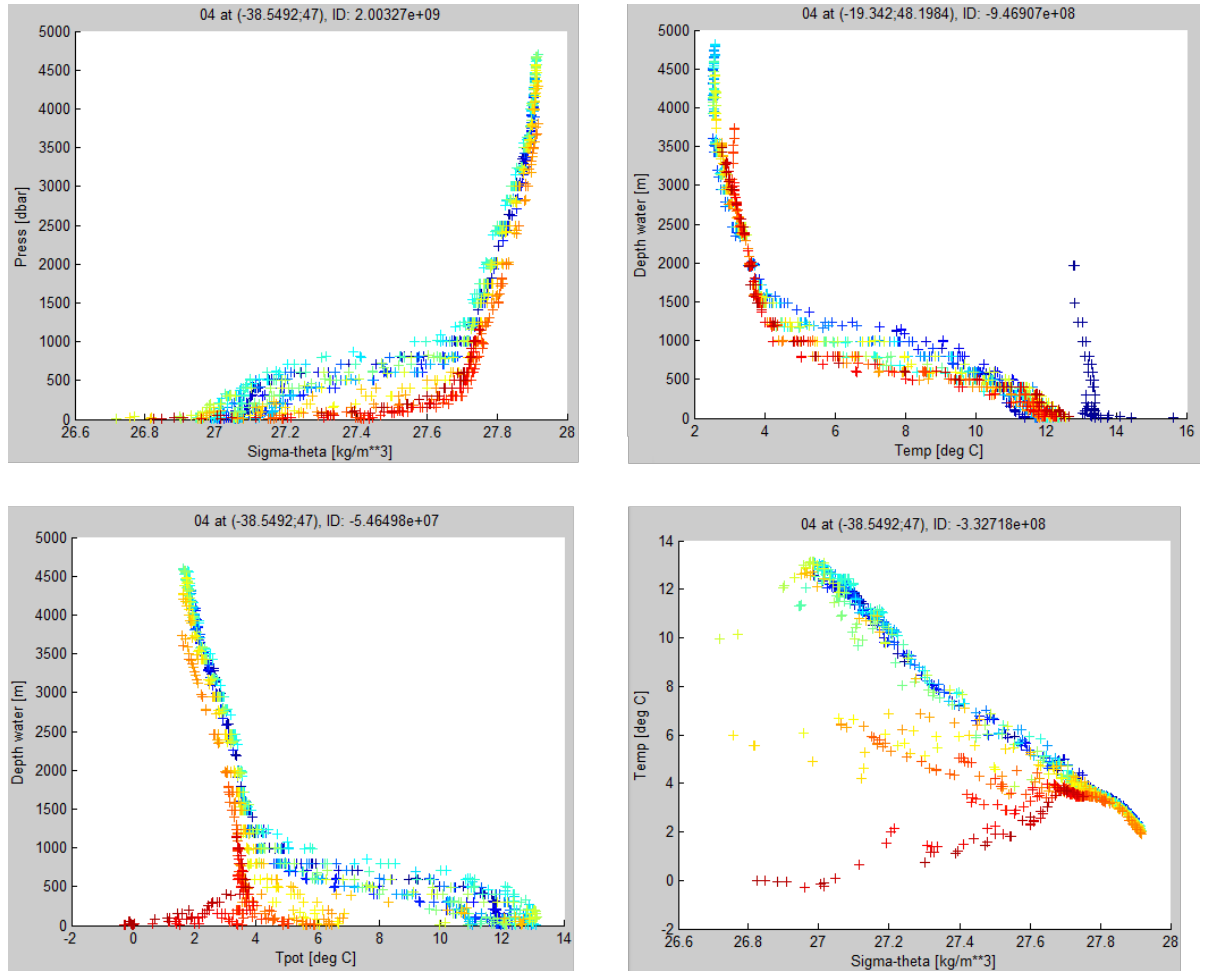 04 at (-38.5492;47), ID: 2.00327e+09
Press [dbar]
5000
4500
4000
3500
3000
2500
2000
1500
1000
500
0
26.6 26.8 27 27.2 27.4 27.6 27.8 28
Sigma-theta [kg/m**3]
04 at (-19.342;48.1984), ID: -9.46907e+08
Depth water [m]
5000
4500
4000
3500
3000
2500
2000
1500
1000
500
0
2 4 6 8 10 12 14 16
Temp [deg C]
04 at (-38.5492;47), ID: -5.46498e+07
Depth water [m]
5000
4500
4000
3500
3000
2500
2000
1500
1000
500
0
-2 0 2 4 6 8 10 12 14
Tpot [deg C]
04 at (-38.5492;47), ID: -3.32718e+08
Temp [deg C]
14
12
10
8
6
4
2
0
-2
26.6 26.8 27 27.2 27.4 27.6 27.8 28
Sigma-theta [kg/m**3]